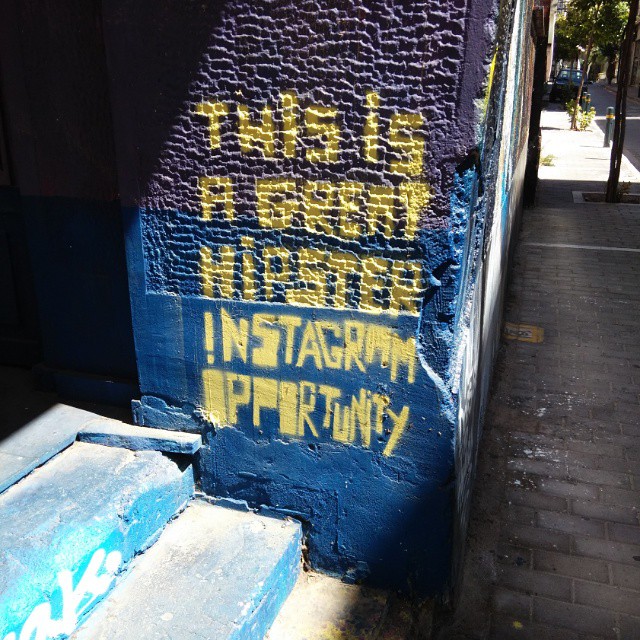 THIS IS
A GREAT
HIPSTER
INSTAGRAM
OPPORTUNITY